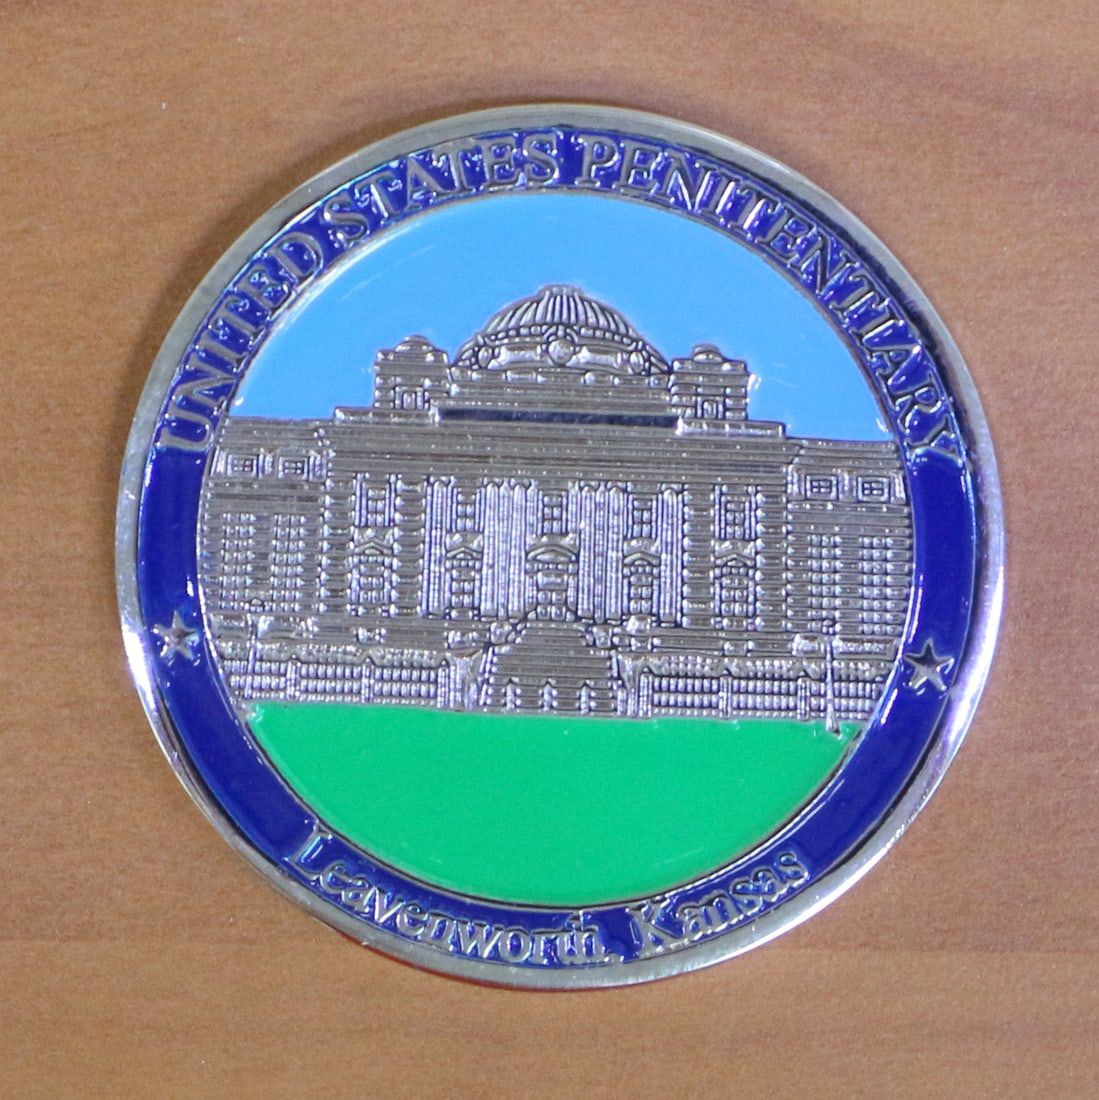 UNITED STATES PENITENTIARY
Leavenworth, Kansas